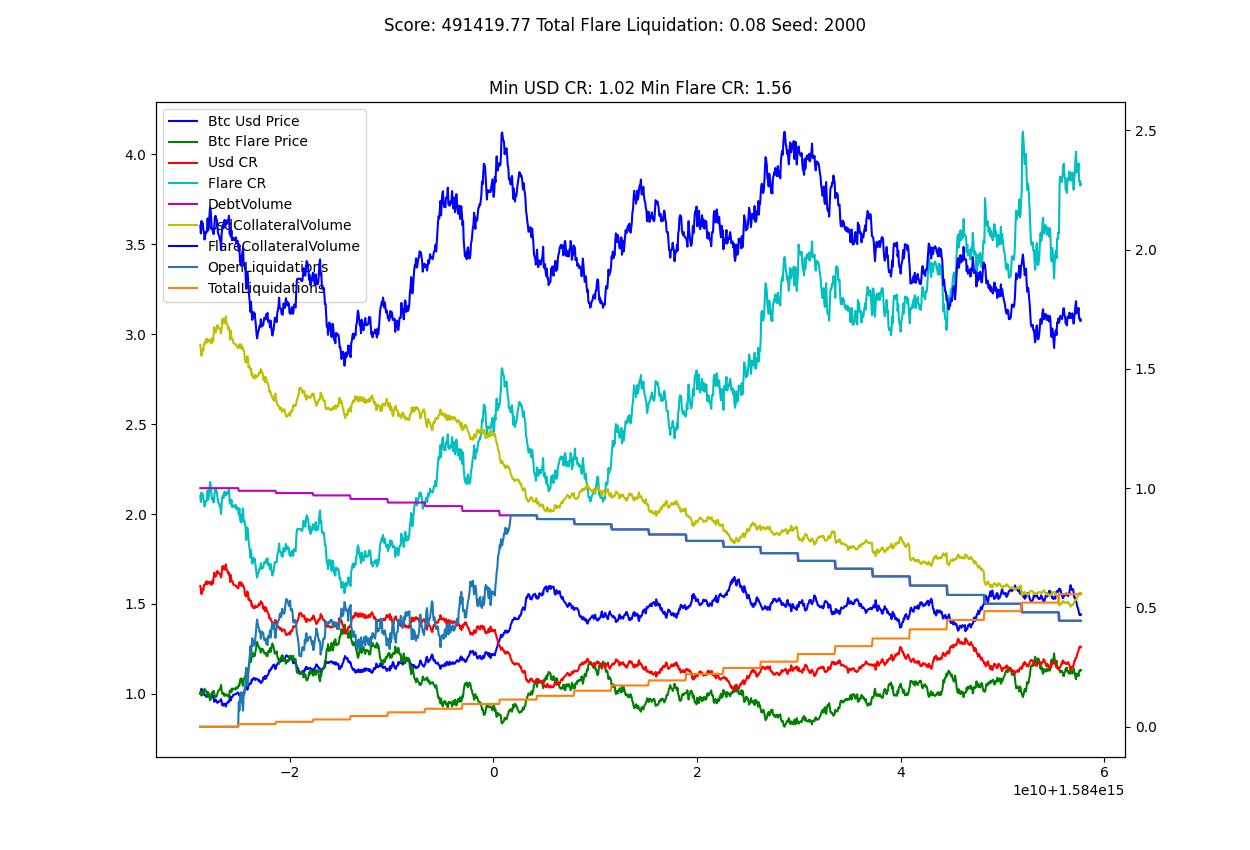 Score: 491419.77 Total Flare Liquidation: 0.08 Seed: 2000
Min USD CR: 1.02 Min Flare CR: 1.56
Btc Usd Price
Btc Flare Price
Usd CR
Flare CR
DebtVolume
UsdCollateralVolume
FlareCollateralVolume
OpenLiquidations
TotalLiquidations
4.0
3.5
3.0
2.5
2.0
1.5
1.0
2.5
2.0
1.5
1.0
0.5
0.0
−2
0
2
4
6
1e10+1.584e15